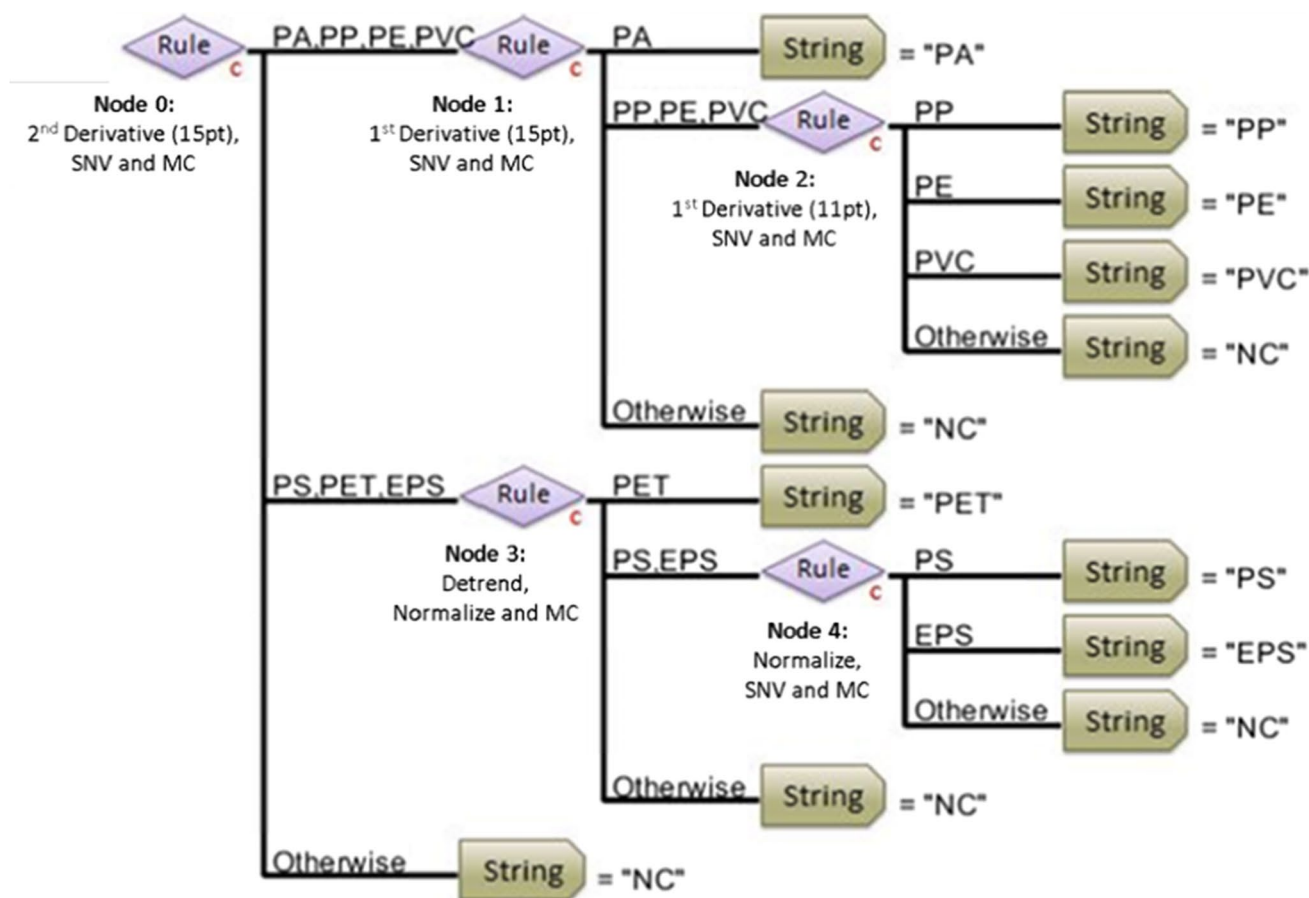 Rule
c
PA,PP,PE,PVC
Rule
c
PA
String
= "PA"
Node 0:
2nd Derivative (15pt),
SNV and MC
Node 1:
1st Derivative (15pt),
SNV and MC
PP,PE,PVC
Rule
c
PP
String
= "PP"
Node 2:
1st Derivative (11pt),
SNV and MC
PE
String
= "PE"
PVC
String
= "PVC"
Otherwise
String
= "NC"
Otherwise
String
= "NC"
PS,PET,EPS
Rule
c
PET
String
= "PET"
Node 3:
Detrend,
Normalize and MC
PS,EPS
Rule
c
PS
String
= "PS"
Node 4:
Normalize,
SNV and MC
EPS
String
= "EPS"
Otherwise
String
= "NC"
Otherwise
String
= "NC"
Otherwise
String
= "NC"